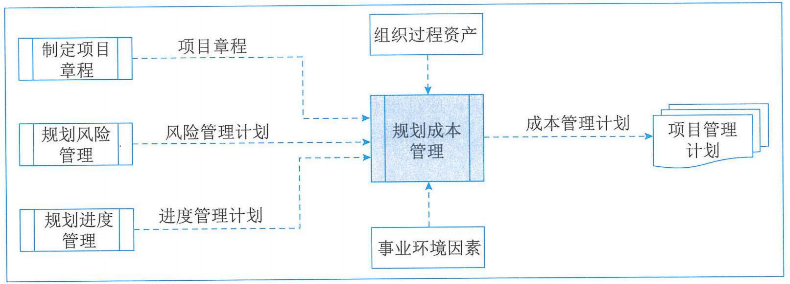 制定项目
章程
项目章程
组织过程资产
规划风险
管理
风险管理计划
规划成本
管理
成本管理计划
项目管理
计划
规划进度
管理
进度管理计划
事业环境因素